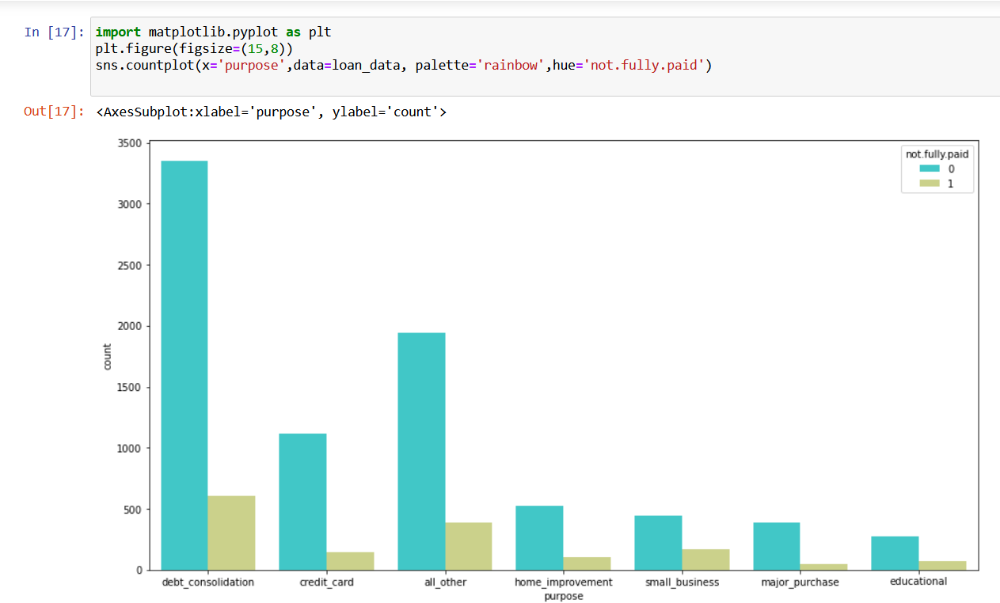 In [17]: import matplotlib.pyplot as plt
plt.figure(figsize=(15,8))
sns.countplot(x='purpose',data=loan_data, palette='rainbow',hue='not.fully.paid')
Out[17]: <AxesSubplot:xlabel='purpose', ylabel='count'>
not.fully.paid
0
1
3500
3000
2500
2000
1500
1000
500
0
count
debt_consolidation credit_card all_other home_improvement small_business major_purchase educational
purpose